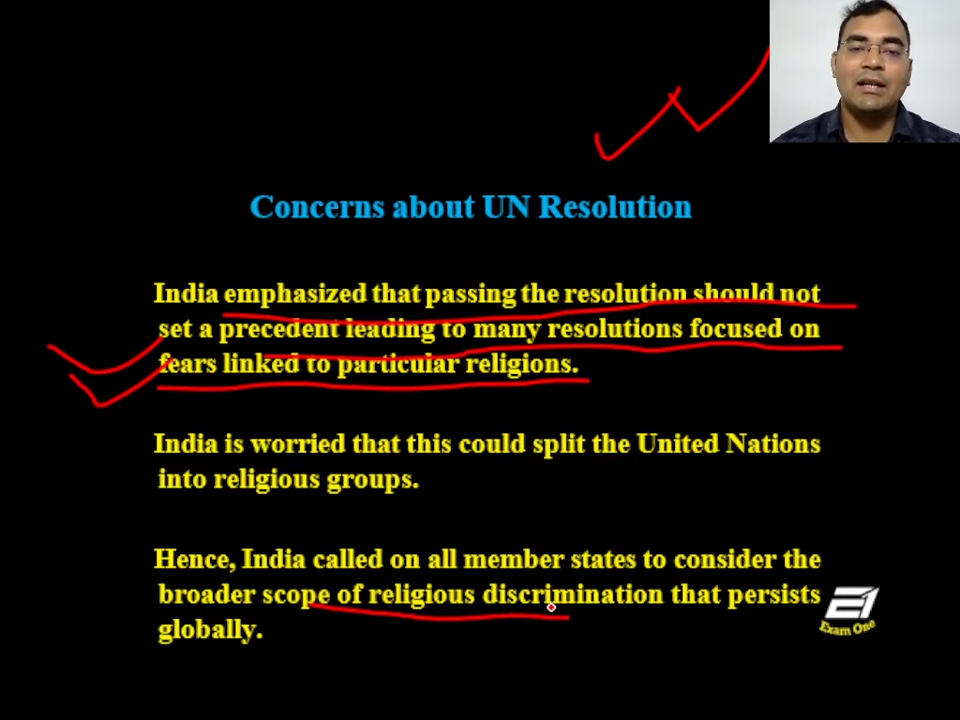 Concerns about UN Resolution
India emphasized that passing the resolution should not
set a precedent leading to many resolutions focused on
fears linked to particular religions.
India is worried that this could split the United Nations
into religious groups.
Hence, India called on all member states to consider the
broader scope of religious discrimination that persists
globally.
E1
Exam One